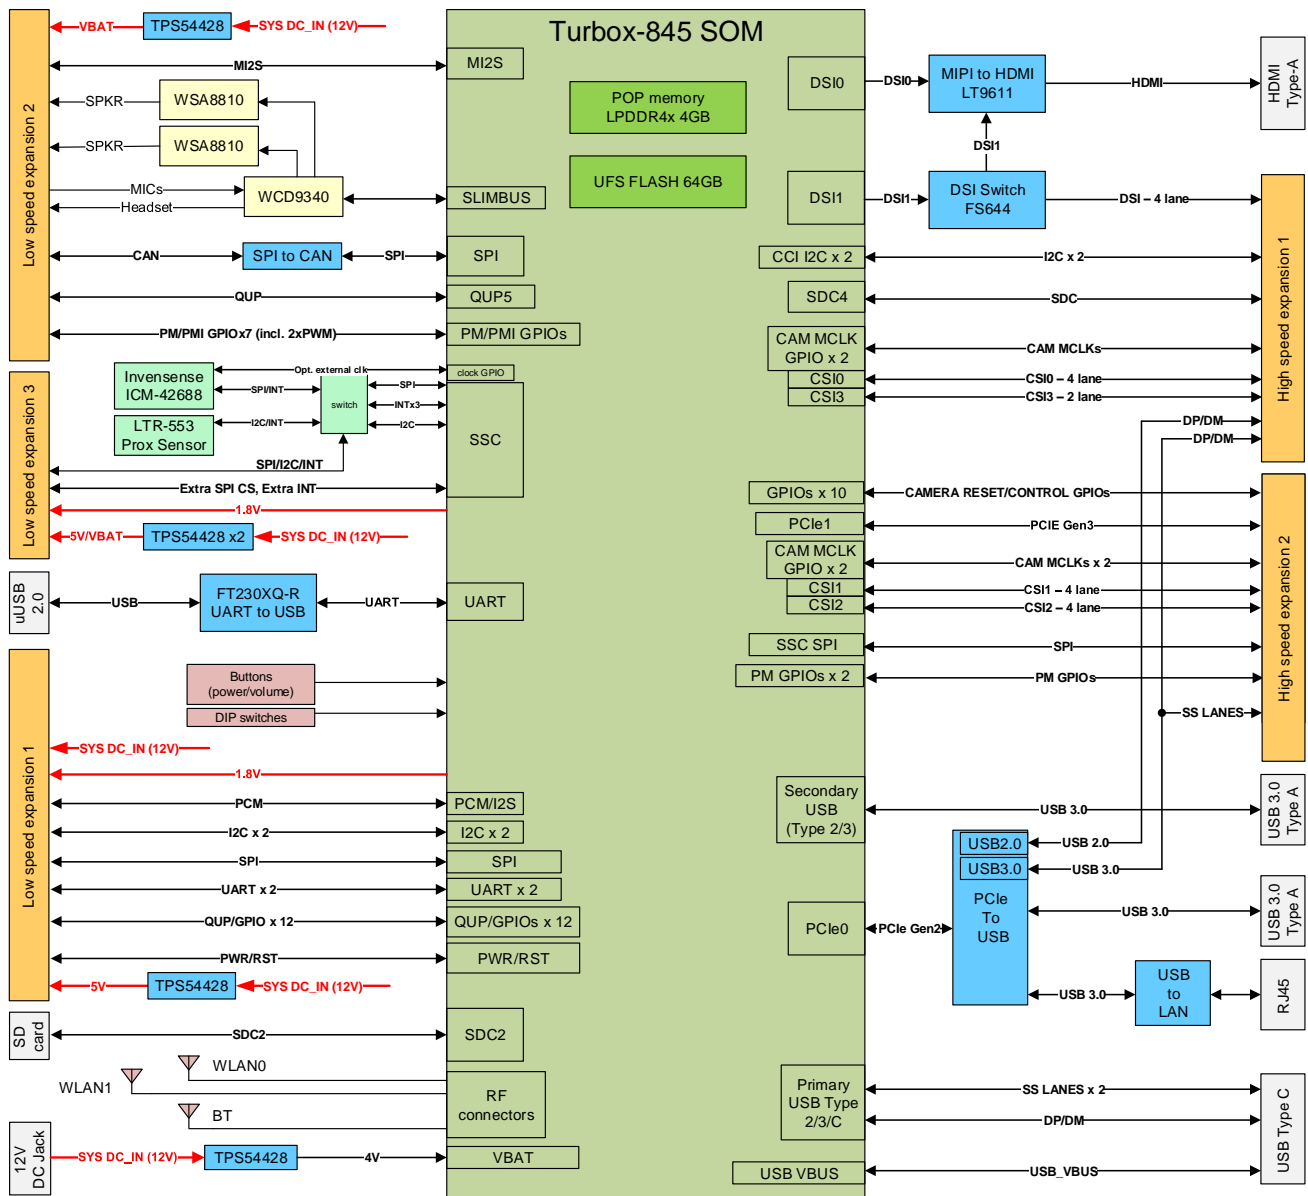 Turbox-845 SOM
POP memory
LPDDR4x 4GB
UFS FLASH 64GB
Low speed expansion 2
VBAT
TPS54428
SYS DC_IN (12V)
MI2S
MI2S
SPKR
WSA8810
SPKR
WSA8810
MICs
Headset
WCD9340
SLIMBUS
CAN
SPI to CAN
SPI
SPI
QUP
QUP5
PM/PMI GPIOx7 (incl. 2xPWM)
PM/PMI GPIOs
Low speed expansion 3
Invensense
ICM-42688
Opt. external clk
clock GPIO
SPI/INT
switch
SPI
INTx3
I2C
LTR-553
Prox Sensor
I2C/INT
SSC
SPI/I2C/INT
Extra SPI CS, Extra INT
1.8V
5V/VBAT
TPS54428 x2
SYS DC_IN (12V)
uUSB
2.0
USB
FT230XQ-R
UART to USB
UART
UART
Buttons
(power/volume)
DIP switches
Low speed expansion 1
SYS DC_IN (12V)
1.8V
PCM
PCM/I2S
I2C x 2
I2C x 2
SPI
SPI
UART x 2
UART x 2
QUP/GPIO x 12
QUP/GPIOs x 12
PWR/RST
PWR/RST
5V
TPS54428
SYS DC_IN (12V)
SD
card
SDC2
SDC2
WLAN0
WLAN1
BT
RF
connectors
12V
DC Jack
SYS DC_IN (12V)
TPS54428
4V
VBAT
DSI0
DSI0
MIPI to HDMI
LT9611
HDMI
HDMI
Type-A
DSI1
DSI1
DSI1
DSI Switch
FS644
DSI – 4 lane
High speed expansion 1
CCI I2C x 2
I2C x 2
SDC4
SDC
CAM MCLK
GPIO x 2
CAM MCLKs
CSI0
CSI0 – 4 lane
CSI3
CSI3 – 2 lane
DP/DM
DP/DM
High speed expansion 2
GPIOs x 10
CAMERA RESET/CONTROL GPIOs
PCIe1
PCIE Gen3
CAM MCLK
GPIO x 2
CAM MCLKs x 2
CSI1
CSI1 – 4 lane
CSI2
CSI2 – 4 lane
SSC SPI
SPI
PM GPIOs x 2
PM GPIOs
SS LANES
Secondary
USB
(Type 2/3)
USB 3.0
USB 3.0
Type A
USB2.0
USB 2.0
USB3.0
USB 3.0
PCIe0
PCIe Gen2
PCIe
To
USB
USB 3.0
USB 3.0
Type A
USB 3.0
USB
to
LAN
RJ45
Primary
USB Type
2/3/C
SS LANES x 2
DP/DM
USB Type C
USB VBUS
USB_VBUS